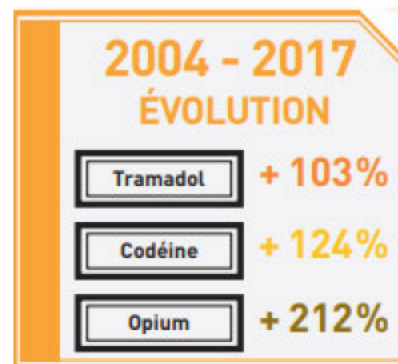 2004 - 2017
ÉVOLUTION
Tramadol + 103%
Codéine + 124%
Opium + 212%